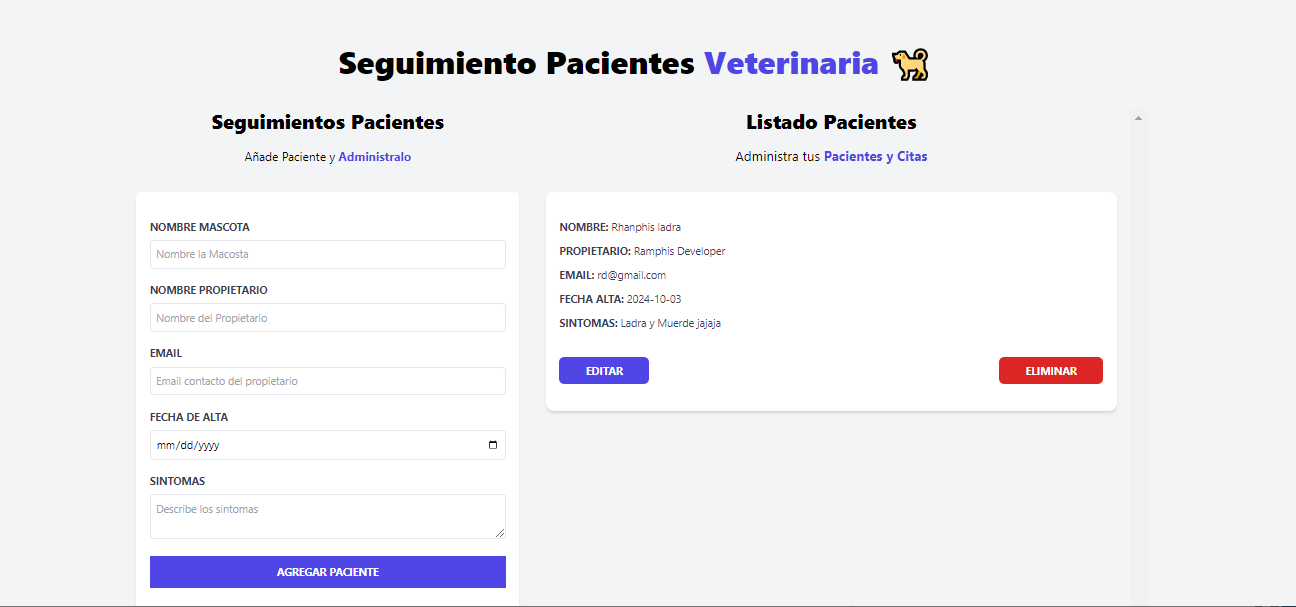 Seguimiento Pacientes Veterinaria
Seguimientos Pacientes
Añade Paciente y Administralo
NOMBRE MASCOTA
Nombre la Macosta
NOMBRE PROPIETARIO
Nombre del Propietario
EMAIL
Email contacto del propietario
FECHA DE ALTA
mm/dd/yyyy
SINTOMAS
Describe los síntomas
AGREGAR PACIENTE
Listado Pacientes
Administra tus Pacientes y Citas
NOMBRE: Rhanphis ladra
PROPIETARIO: Ramphis Developer
EMAIL: rd@gmail.com
FECHA ALTA: 2024-10-03
SINTOMAS: Ladra y Muerde jajaja
EDITAR
ELIMINAR